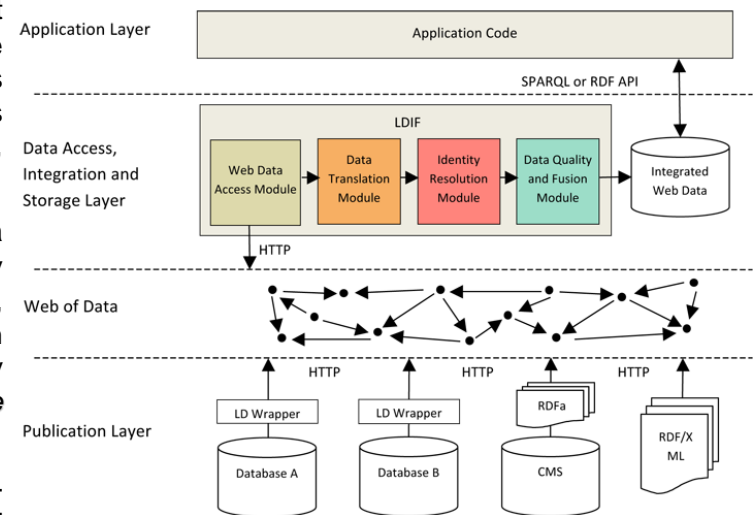 Application Layer
Application Code
SPARQL or RDF API
LDIF
Data Access,
Integration and
Storage Layer
Web Data
Access Module
Data
Translation
Module
Identity
Resolution
Module
Data Quality
and Fusion
Module
Integrated
Web Data
HTTP
Web of Data
HTTP
HTTP
HTTP
Publication Layer
LD Wrapper
Database A
LD Wrapper
Database B
RDFa
CMS
RDF/X
ML